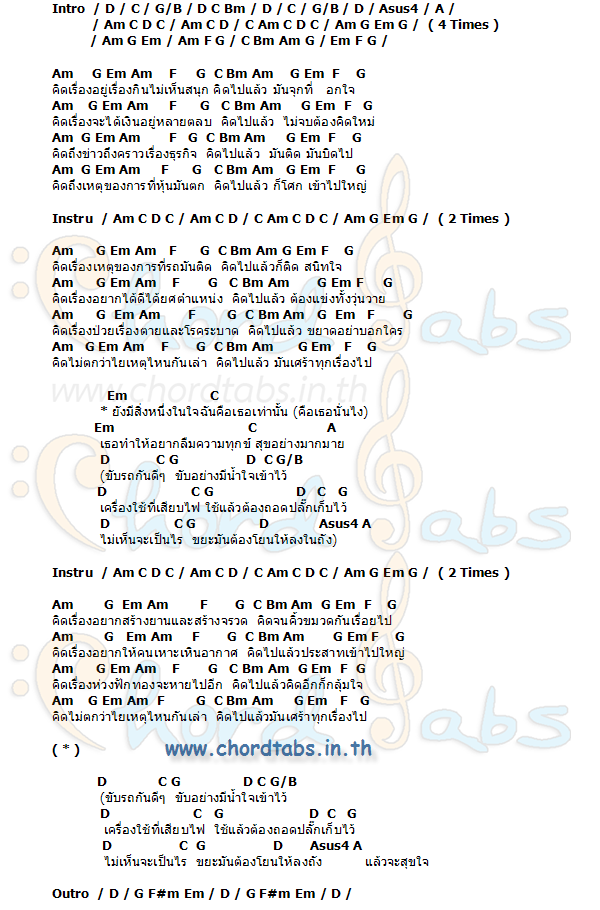 Intro / D / C / G/B / D C Bm / D / C / G/B / D / Asus4 / A /
/ Am C D C / Am C D / C Am C D C / Am G Em G / ( 4 Times )
/ Am G Em / Am F G / C Bm Am G / Em F G /
Am G Em Am F G C Bm Am G Em F G
คิดเรื่องอยู่เรื่องกินไม่เห็นสนุก คิดไปแล้ว มันจุกที่ อกใจ
Am G Em Am F G C Bm Am G Em F G
คิดเรื่องจะได้เงินอยู่หลายตลบ คิดไปแล้ว ไม่จบต้องคิดใหม่
Am G Em Am F G C Bm Am G Em F G
คิดถึงข่าวถึงคราวเรื่องธุรกิจ คิดไปแล้ว มันติด มันบิดไป
Am G Em Am F G C Bm Am G Em F G
คิดถึงเหตุของการที่หุ้นมันตก คิดไปแล้ว ก็โศก เข้าไปใหญ่
Instru / Am C D C / Am C D / C Am C D C / Am G Em G / ( 2 Times )
Am G Em Am F G C Bm Am G Em F G
คิดเรื่องเหตุของการที่รถมันติด คิดไปแล้วก็ติด สนิทใจ
Am G Em Am F G C Bm Am G Em F G
คิดเรื่องอยากได้ดีได้ยศตำแหน่ง คิดไปแล้ว ต้องแข่งทั้งวุ่นวาย
Am G Em Am F G C Bm Am G Em F G
คิดเรื่องป่วยเรื่องตายและโรคระบาด คิดไปแล้ว ขยาดอย่าบอกใคร
Am G Em Am F G C Bm Am G Em F G
คิดไม่ตกว่าไยเหตุไหนกันเล่า คิดไปแล้ว มันเศร้าทุกเรื่องไป
www.chordtabs.in.th
Em C
* ยังมีสิ่งหนึ่งในใจฉันคือเธอเท่านั้น (คือเธอนั่นไง)
Em C A
เธอทำให้อยากลืมความทุกข์ สุขอย่างมากมาย
D C G D C G/B
(ขับรถกันดีๆ ขับอย่างมีน้ำใจเข้าไว้
D C G D C G
เครื่องใช้ที่เสียบไฟ ใช้แล้วต้องถอดปลั๊กเก็บไว้
D C G D Asus4 A
ไม่เห็นจะเป็นไร ขยะมันต้องโยนให้ลงในถัง)
Instru / Am C D C / Am C D / C Am C D C / Am G Em G / ( 2 Times )
Am G Em Am F G C Bm Am G Em F G
คิดเรื่องอยากสร้างยานและสร้างจรวด คิดจนคิ้วขมวดกันเรื่อยไป
Am G Em Am F G C Bm Am G Em F G
คิดเรื่องอยากให้คนเหาะเหินอากาศ คิดไปแล้วประสาทเข้าไปใหญ่
Am G Em Am F G C Bm Am G Em F G
คิดเรื่องห่วงฟักทองจะหายไปอีก คิดไปแล้วคิดอีกก็กลุ้มใจ
Am G Em Am F G C Bm Am G Em F G
คิดไม่ตกว่าไยเหตุไหนกันเล่า คิดไปแล้วมันเศร้าทุกเรื่องไป
( * ) www.chordtabs.in.th
D C G D C G/B
(ขับรถกันดีๆ ขับอย่างมีน้ำใจเข้าไว้
D C G D C G
เครื่องใช้ที่เสียบไฟ ใช้แล้วต้องถอดปลั๊กเก็บไว้
D C G D Asus4 A
ไม่เห็นจะเป็นไร ขยะมันต้องโยนให้ลงถัง แล้วจะสุขใจ
Outro / D / G F#m Em / D / G F#m Em / D /